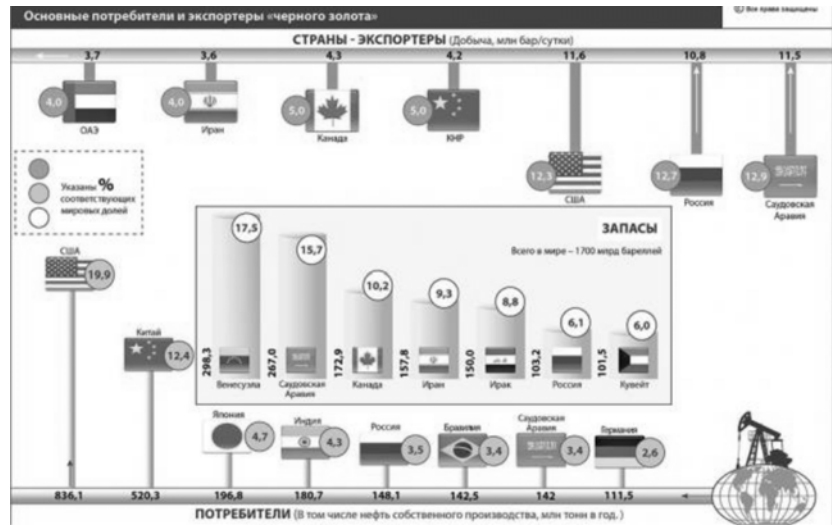 Основные потребители и экспортеры «черного золота»
© Все права защищены
СТРАНЫ - ЭКСПОРТЕРЫ (Добыча, млн бар/сутки)
3,7 3,6 4,3 4,2 11,6 10,8 11,5
4,0 4,0 5,0 5,0
ОАЭ Иран Канада КНР
12,3 12,7 12,9
США Россия Саудовская
Аравия
Указаны %
соответствующих
мировых долей
ЗАПАСЫ
Всего в мире – 1700 млрд баррелей
17,5 15,7 10,2 9,3 8,8 6,1 6,0
298,3 267,0 172,9 157,8 150,0 103,2 101,5
Венесуэла Саудовская Канада Иран Ирак Россия Кувейт
Аравия
США
19,9
Китай
12,4
Япония Индия Россия Бразилия Саудовская Германия
Аравия
4,7 4,3 3,5 3,4 3,4 2,6
836,1 520,3 196,8 180,7 148,1 142,5 142 111,5
ПОТРЕБИТЕЛИ (В том числе нефть собственного производства, млн тонн в год.)